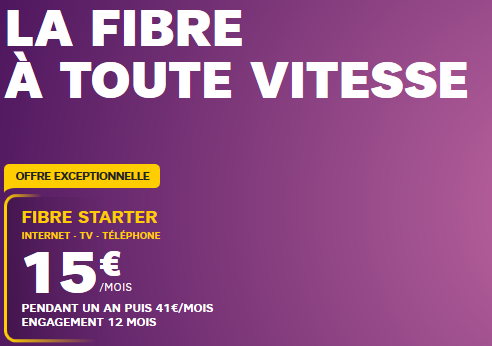 LA FIBRE
À TOUTE VITESSE
OFFRE EXCEPTIONNELLE
FIBRE STARTER
INTERNET - TV - TÉLÉPHONE
15€
/MOIS
PENDANT UN AN PUIS 41€/MOIS
ENGAGEMENT 12 MOIS